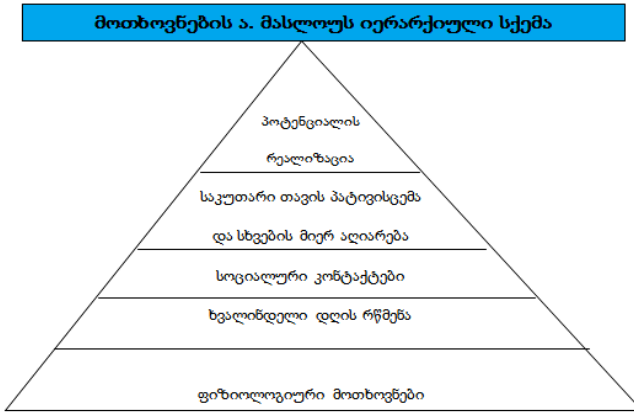 მოთხოვნების ა. მასლოუს იერარქიული სქემა
პოტენციალის
რეალიზაცია
საკუთარი თავის პატივისცემა
და სხვების მიერ აღიარება
სოციალური კონტაქტები
ხვალინდელი დღის რწმენა
ფიზიოლოგიური მოთხოვნები